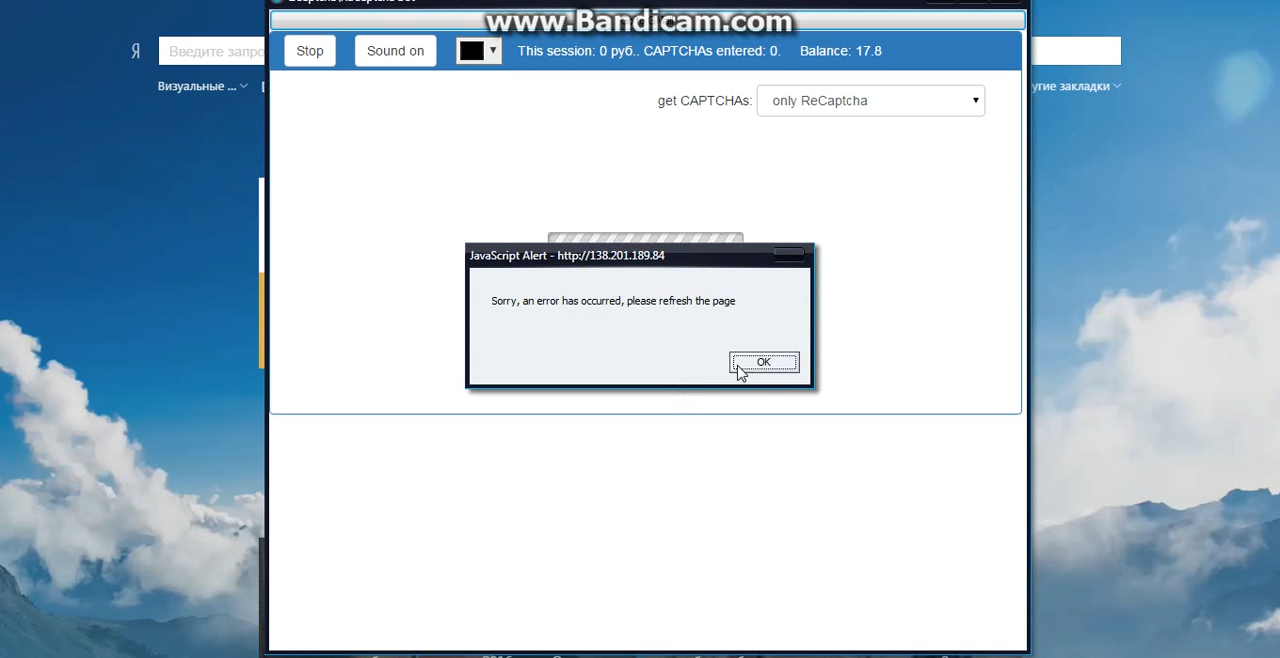 www.Bandicam.com
Я
Введите запро
Stop
Sound on
This session: 0 руб.. CAPTCHAs entered: 0.
Balance: 17.8
Визуальные ...
угие закладки
get CAPTCHAs:
only ReCaptcha
JavaScript Alert - http://138.201.189.84
Sorry, an error has occurred, please refresh the page
OK